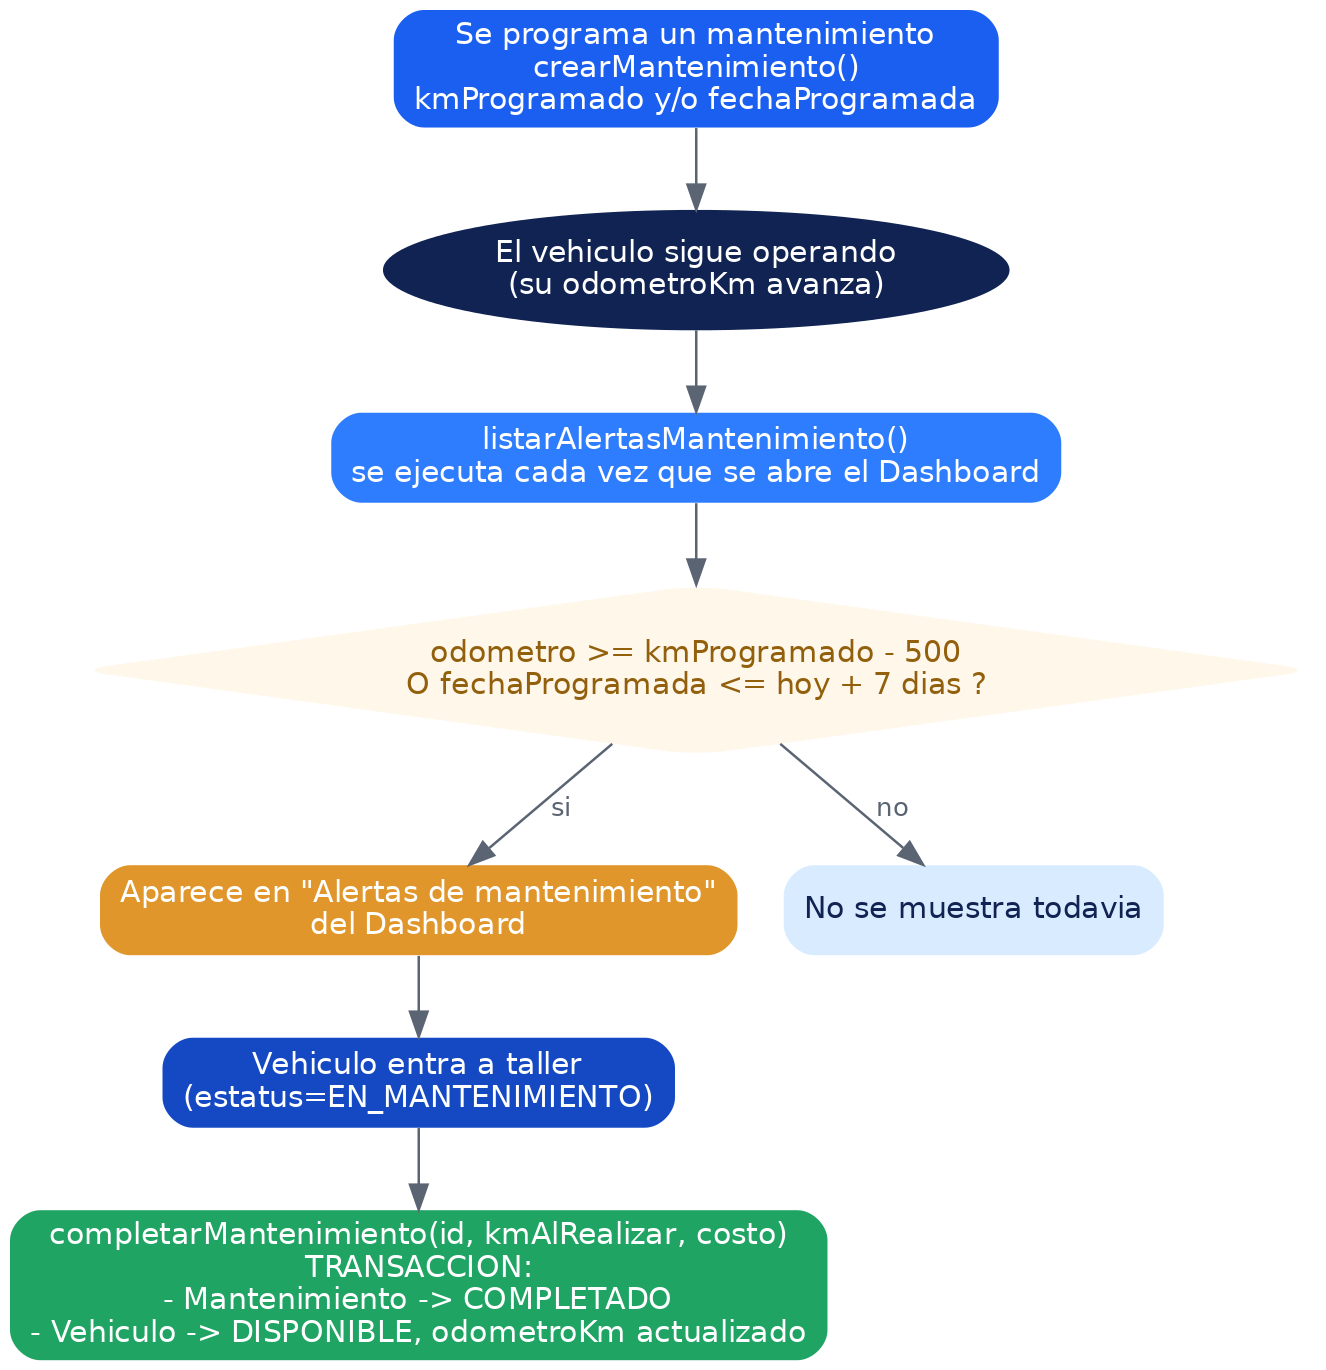 Se programa un mantenimiento
crearMantenimiento()
kmProgramado y/o fechaProgramada
El vehiculo sigue operando
(su odometroKm avanza)
listarAlertasMantenimiento()
se ejecuta cada vez que se abre el Dashboard
odometro >= kmProgramado - 500
O fechaProgramada <= hoy + 7 dias ?
si
no
Aparece en "Alertas de mantenimiento"
del Dashboard
No se muestra todavia
Vehiculo entra a taller
(estatus=EN_MANTENIMIENTO)
completarMantenimiento(id, kmAlRealizar, costo)
TRANSACCION:
- Mantenimiento -> COMPLETADO
- Vehiculo -> DISPONIBLE, odometroKm actualizado